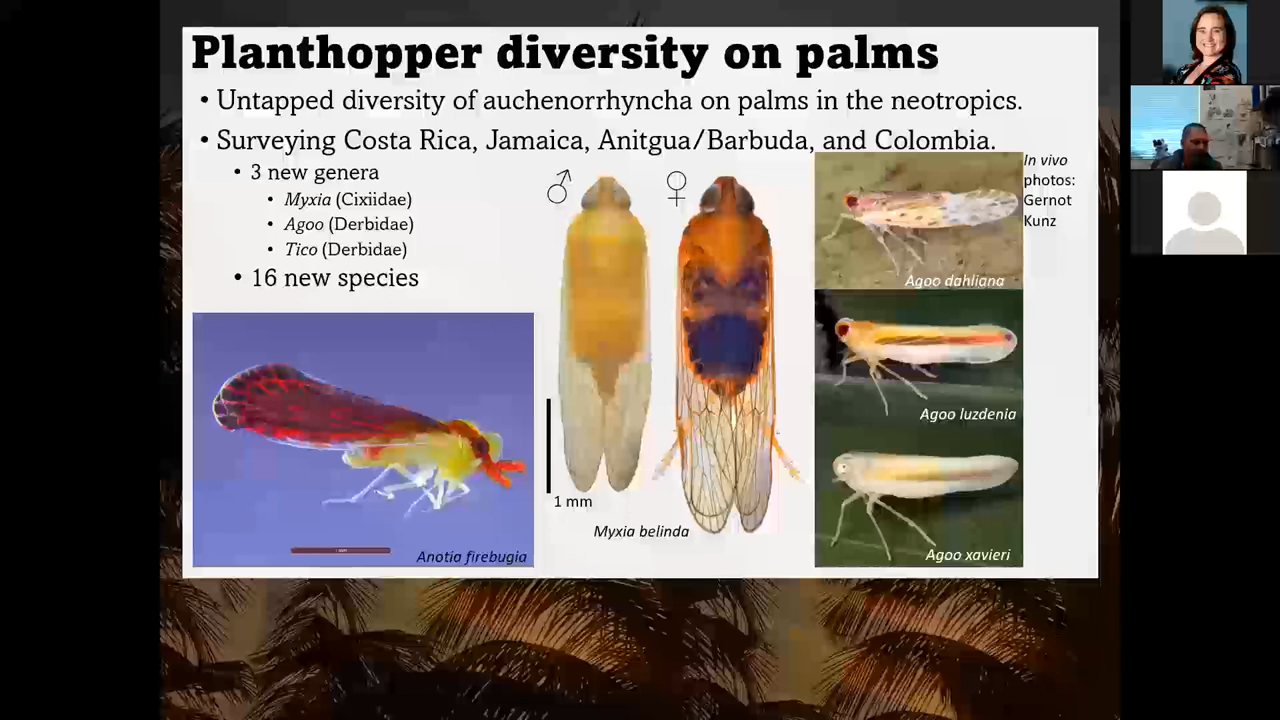 Planthopper diversity on palms
• Untapped diversity of auchenorrhyncha on palms in the neotropics.
• Surveying Costa Rica, Jamaica, Anitgua/Barbuda, and Colombia.
• 3 new genera
• Myxia (Cixiidae)
• Agoo (Derbidae)
• Tico (Derbidae)
• 16 new species
♂
♀
In vivo
photos:
Gernot
Kunz
Agoo dahliana
Agoo luzdenia
Agoo xavieri
1 mm
Myxia belinda
Anotia firebugia